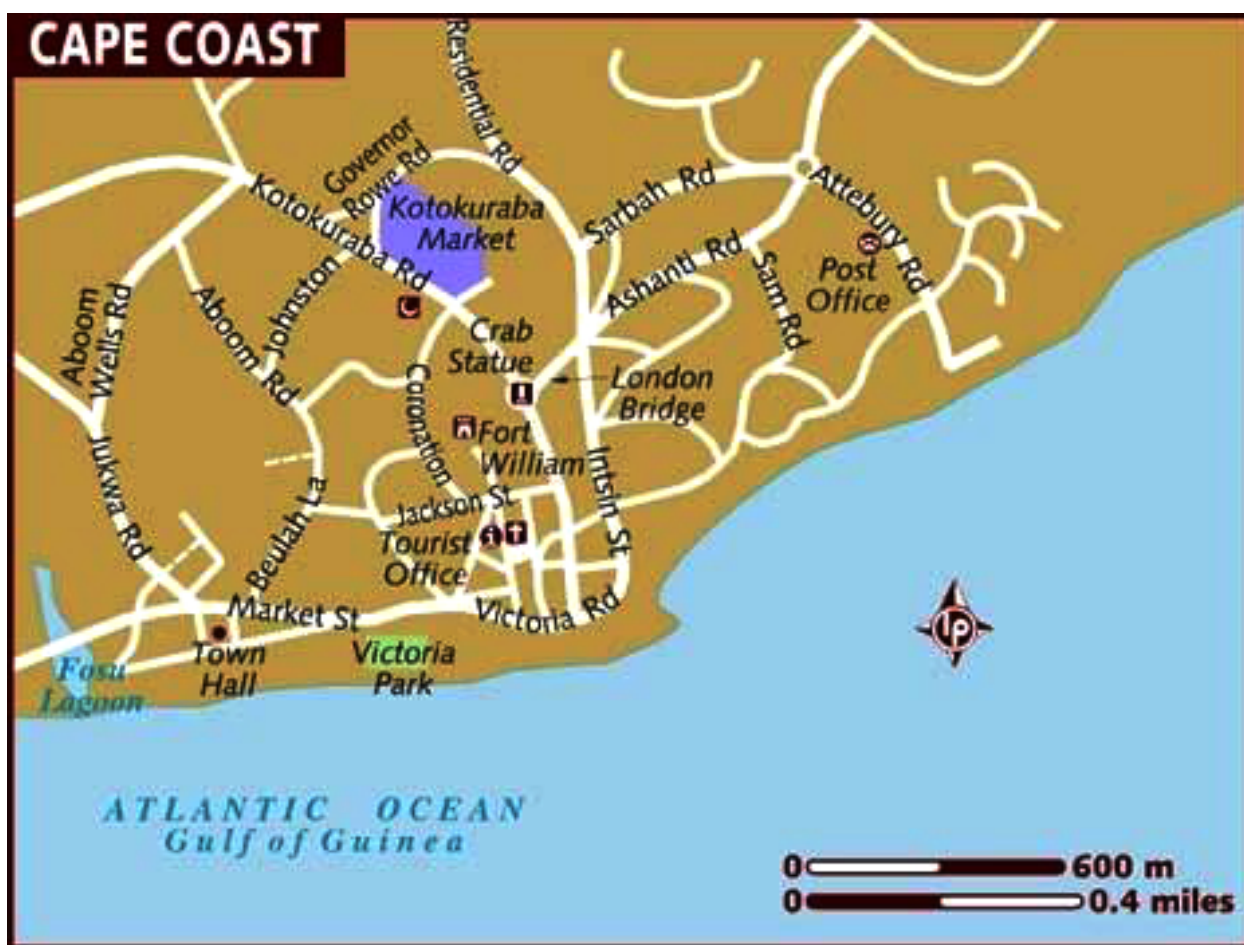 CAPE COAST
Residential Rd
Governor
Rowe Rd
Kotokuraba Rd
Kotokuraba
Market
Sarbah Rd
Attebury Rd
Ashanti Rd
Sam Rd
Post
Office
Aboom
Wells Rd
Aboom Rd
Johnston
Crab
Statue
London
Bridge
Coronation
Fort
William
Intsin St
Nkwa
Rd
Beulah La
Jackson St
Tourist
Office
Market St
Victoria Rd
Town
Hall
Victoria
Park
Fosu
Lagoon
LP
ATLANTIC OCEAN
Gulf of Guinea
0 600 m
0 0.4 miles